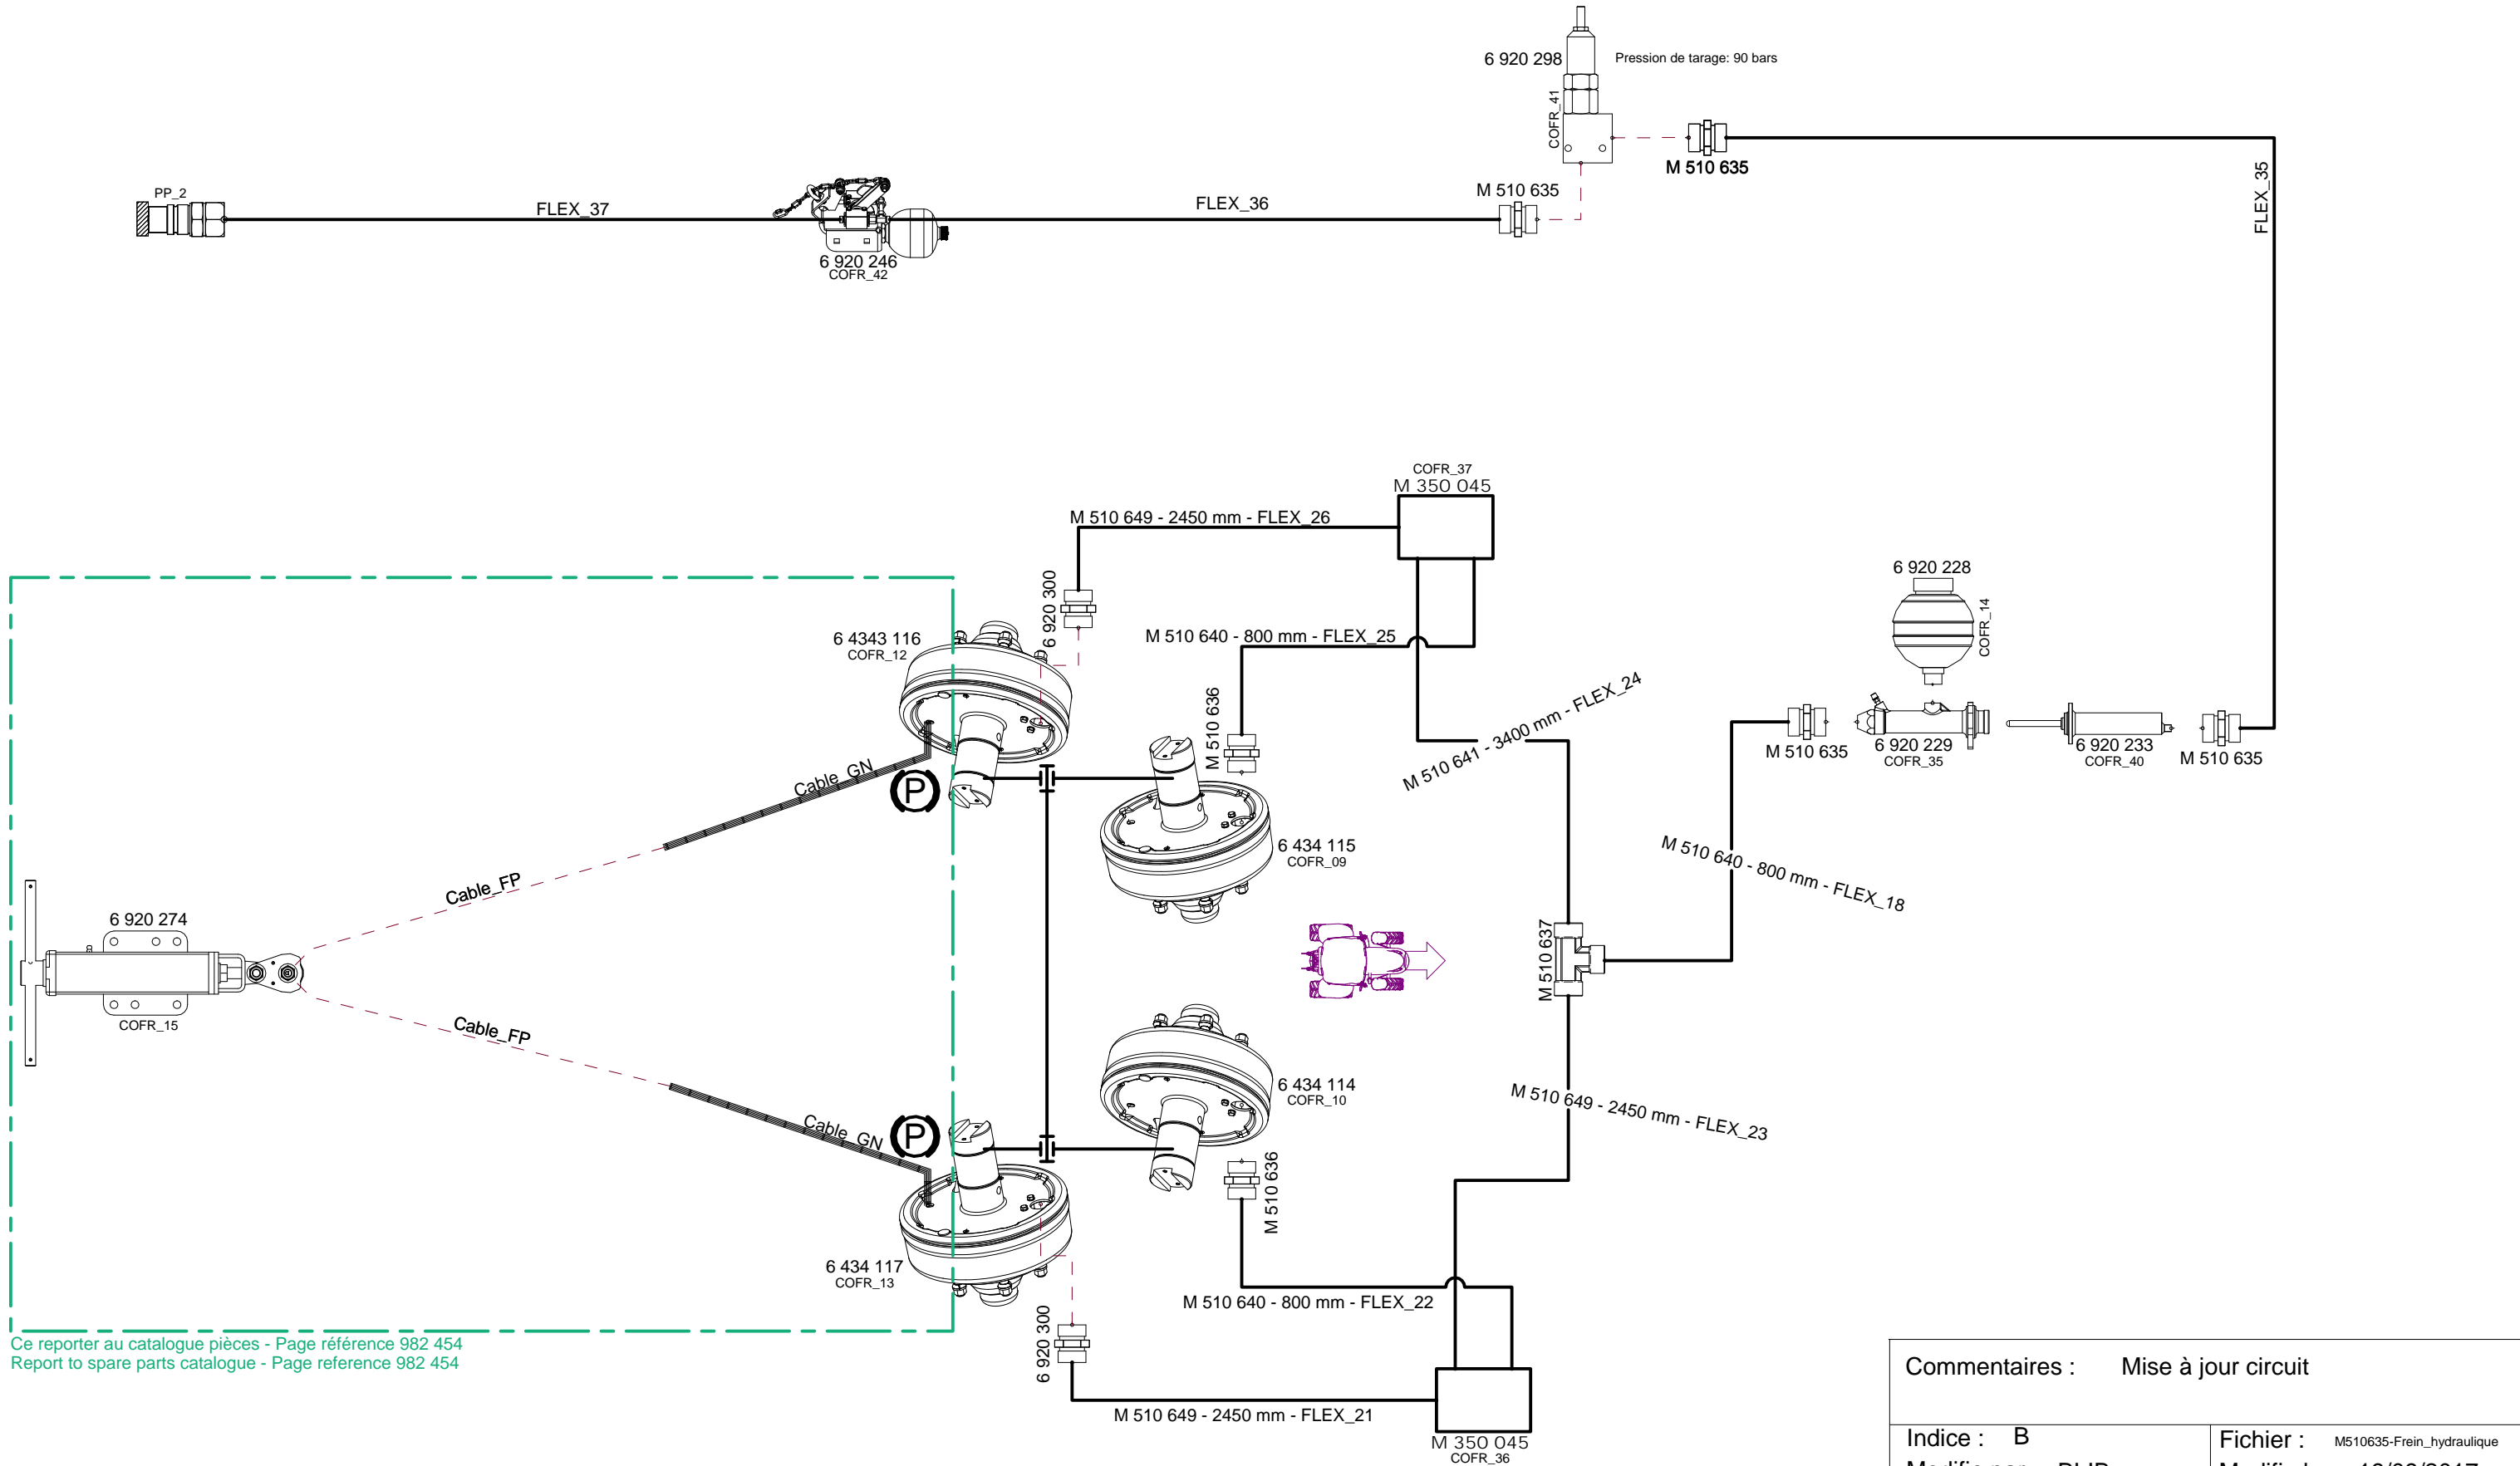 6 920 298
Pression de tarage: 90 bars
COFR_41
M 510 635
M 510 635
PP_2
FLEX_37
FLEX_36
FLEX_35
6 920 246
COFR_42
COFR_37
M 350 045
M 510 649 - 2450 mm - FLEX_26
6 920 300
6 4343 116
COFR_12
M 510 640 - 800 mm - FLEX_25
M 510 636
M 510 641 - 3400 mm - FLEX_24
6 920 228
COFR_14
M 510 635
6 920 229
COFR_35
6 920 233
COFR_40
M 510 635
Cable_GN
P
Cable_FP
6 434 115
COFR_09
M 510 640 - 800 mm - FLEX_18
6 920 274
COFR_15
M 510 637
Cable_FP
6 434 114
COFR_10
M 510 649 - 2450 mm - FLEX_23
Cable_GN
P
M 510 636
6 434 117
COFR_13
M 510 640 - 800 mm - FLEX_22
6 920 300
Ce reporter au catalogue pièces - Page référence 982 454
Report to spare parts catalogue - Page reference 982 454
M 510 649 - 2450 mm - FLEX_21
M 350 045
COFR_36
Commentaires : Mise à jour circuit
Indice : B
Fichier : M510635-Frein_hydraulique